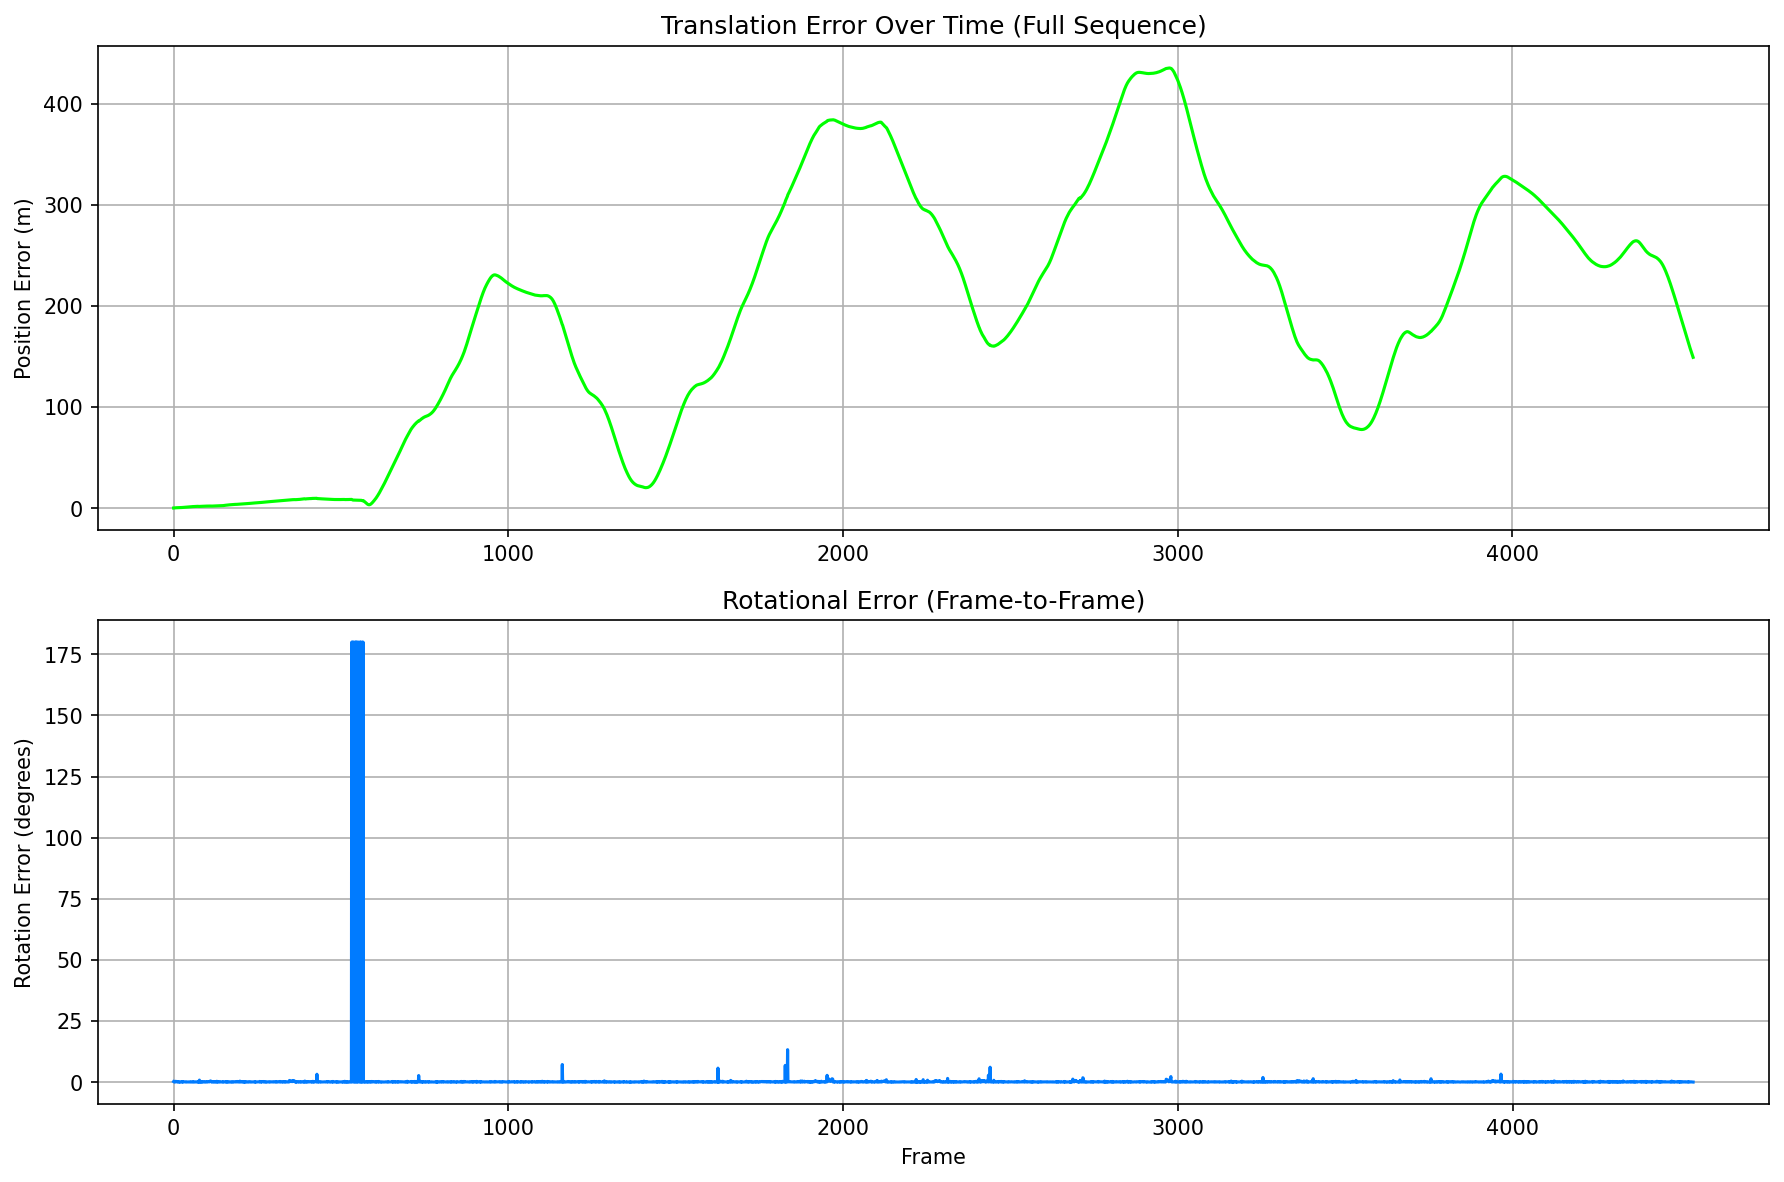 Translation Error Over Time (Full Sequence)
Position Error (m)
400
300
200
100
0
0 1000 2000 3000 4000
Rotational Error (Frame-to-Frame)
Rotation Error (degrees)
175
150
125
100
75
50
25
0
0 1000 2000 3000 4000
Frame